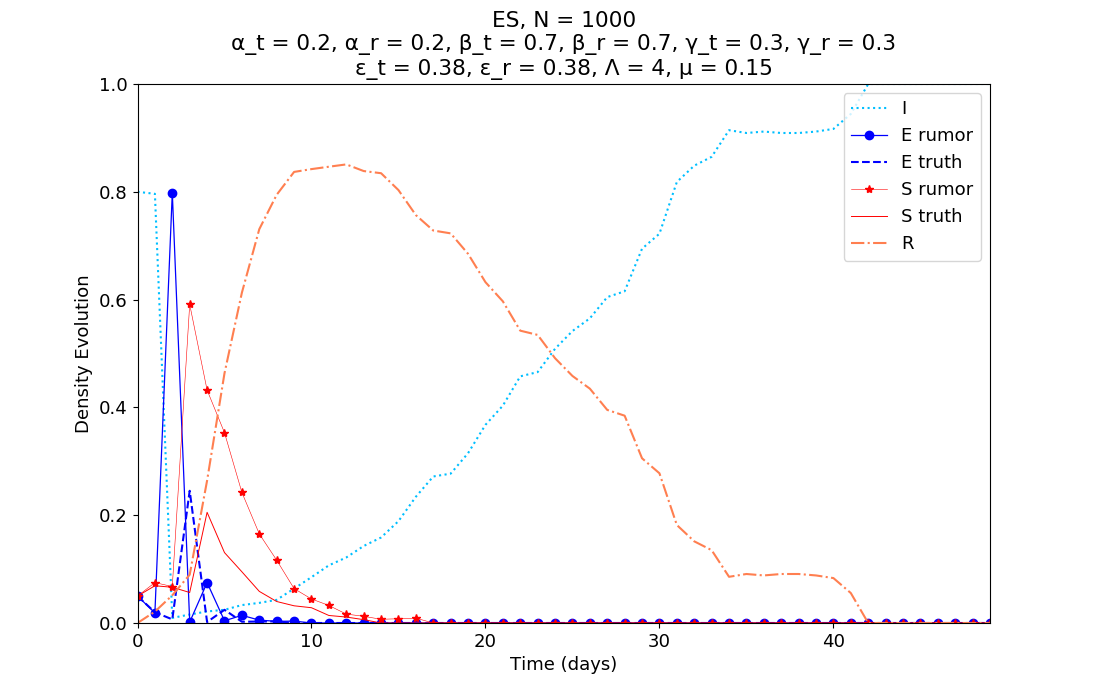 ES, N = 1000
α_t = 0.2, α_r = 0.2, β_t = 0.7, β_r = 0.7, γ_t = 0.3, γ_r = 0.3
ε_t = 0.38, ε_r = 0.38, Λ = 4, μ = 0.15
1.0
0.8
0.6
0.4
0.2
0.0
Density Evolution
I
E rumor
E truth
S rumor
S truth
R
0
10
20
30
40
Time (days)